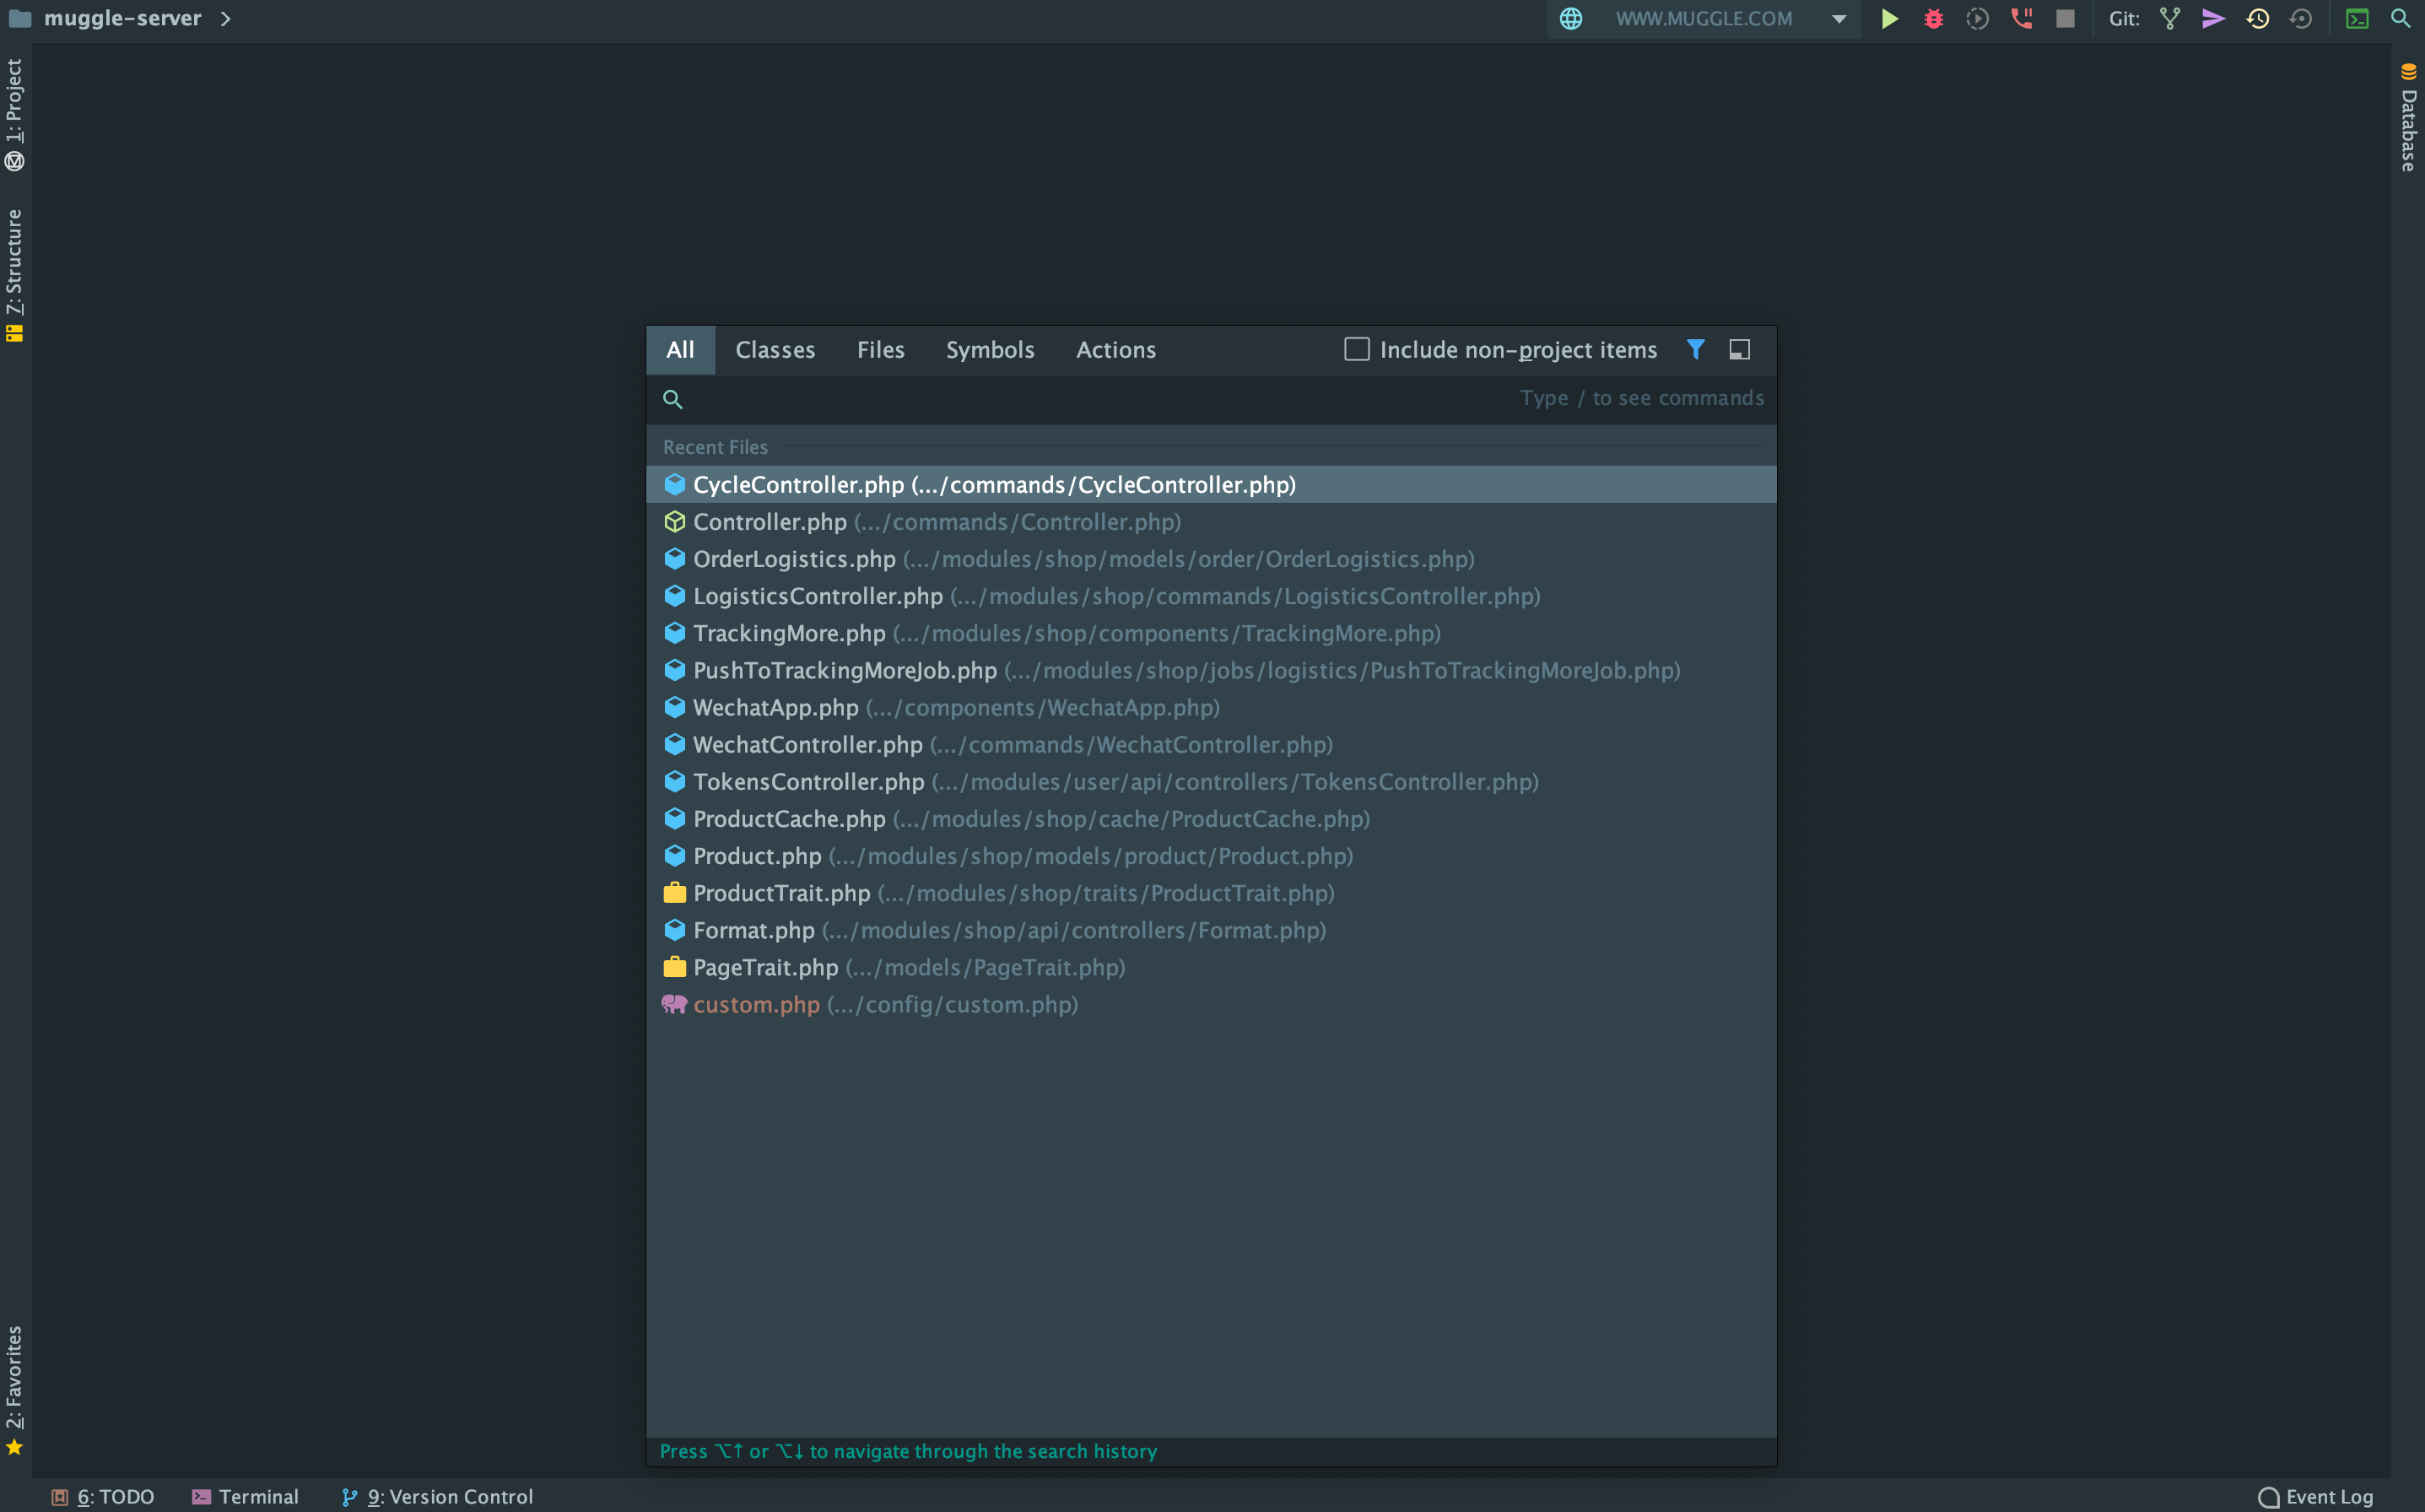 muggle-server
WWW.MUGGLE.COM
Git:
1: Project
7: Structure
2: Favorites
Database
All Classes Files Symbols Actions Include non-project items
Type / to see commands
Recent Files
CycleController.php (.../commands/CycleController.php)
Controller.php (.../commands/Controller.php)
OrderLogistics.php (.../modules/shop/models/order/OrderLogistics.php)
LogisticsController.php (.../modules/shop/commands/LogisticsController.php)
TrackingMore.php (.../modules/shop/components/TrackingMore.php)
PushToTrackingMoreJob.php (.../modules/shop/jobs/logistics/PushToTrackingMoreJob.php)
WechatApp.php (.../components/WechatApp.php)
WechatController.php (.../commands/WechatController.php)
TokensController.php (.../modules/user/api/controllers/TokensController.php)
ProductCache.php (.../modules/shop/cache/ProductCache.php)
Product.php (.../modules/shop/models/product/Product.php)
ProductTrait.php (.../modules/shop/traits/ProductTrait.php)
Format.php (.../modules/shop/api/controllers/Format.php)
PageTrait.php (.../models/PageTrait.php)
custom.php (.../config/custom.php)
Press ⌥↑ or ⌥↓ to navigate through the search history
6: TODO Terminal 9: Version Control Event Log